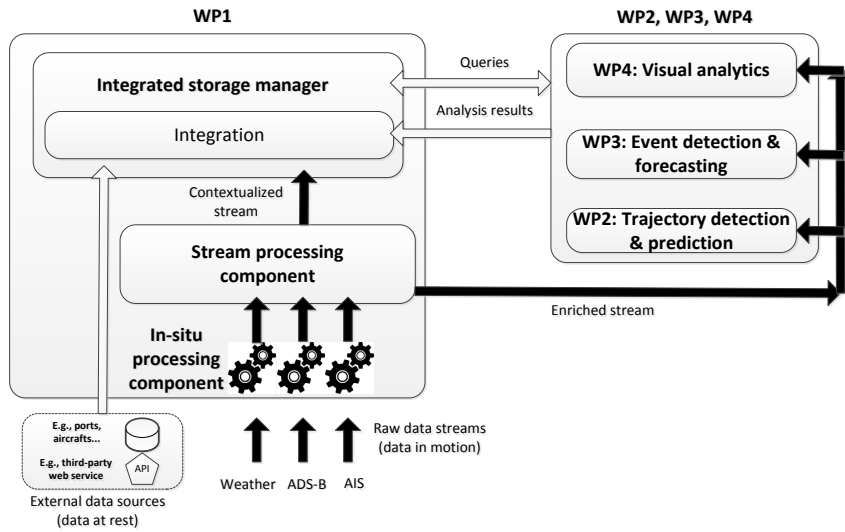 WP1
WP2, WP3, WP4
Integrated storage manager
Integration
Queries
Analysis results
WP4: Visual analytics
WP3: Event detection &
forecasting
WP2: Trajectory detection
& prediction
Contextualized
stream
Stream processing
component
Enriched stream
In-situ
processing
component
E.g., ports,
aircrafts...
E.g., third-party
web service
API
External data sources
(data at rest)
Raw data streams
(data in motion)
Weather
ADS-B
AIS